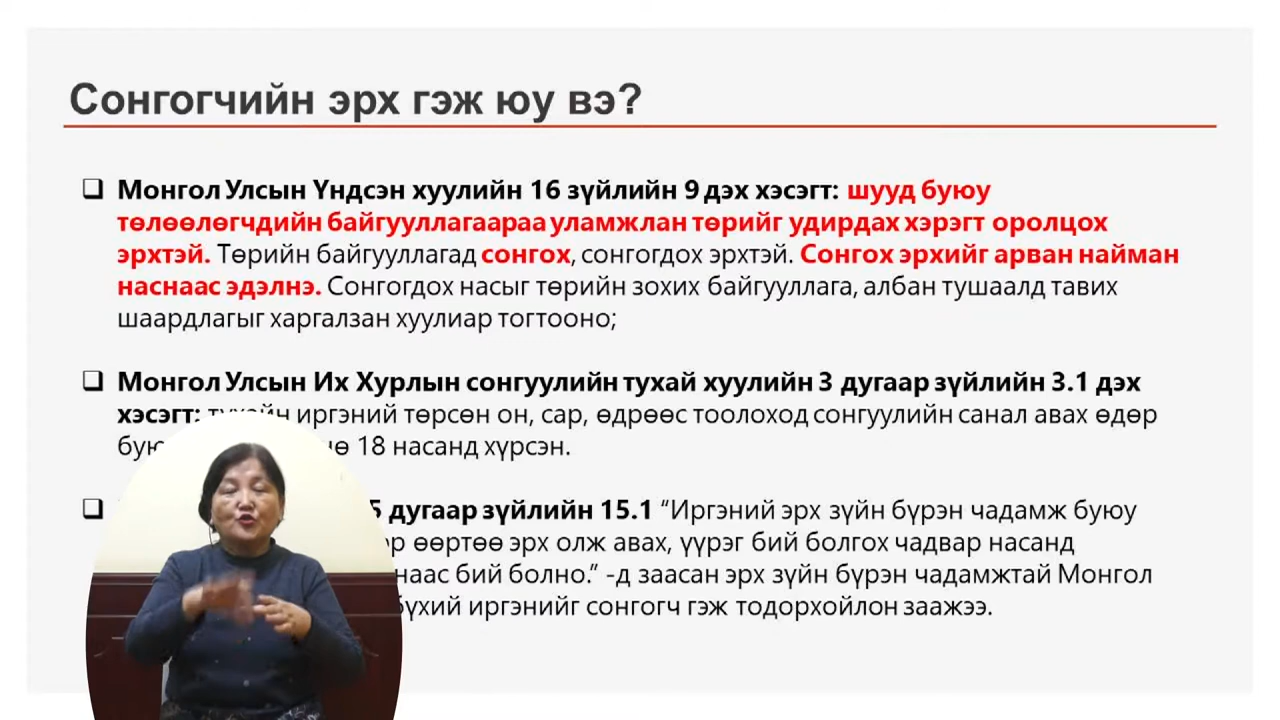 Сонгогчийн эрх гэж юу вэ?
Монгол Улсын Үндсэн хуулийн 16 зүйлийн 9 дэх хэсэгт: шууд буюу
төлөөлөгчдийн байгууллагаараа уламжлан төрийг удирдах хэрэгт оролцох
эрхтэй. Төрийн байгууллагад сонгох, сонгогдох эрхтэй. Сонгох эрхийг арван найман
наснаас эдэлнэ. Сонгогдох насыг төрийн зохих байгууллага, албан тушаалд тавих
шаардлагыг харгалзан хуулиар тогтооно;
Монгол Улсын Их Хурлын сонгуулийн тухай хуулийн 3 дугаар зүйлийн 3.1 дэх
хэсэгт: тухайн иргэний төрсөн он, сар, өдрөөс тоолоход сонгуулийн санал авах өдөр
18 насанд хүрсэн.
дугаар зүйлийн 15.1 “Иргэний эрх зүйн бүрэн чадамж буюу
өөртөө эрх олж авах, үүрэг бий болгох чадвар насанд
бий болно.” -д заасан эрх зүйн бүрэн чадамжтай Монгол
бүхий иргэнийг сонгогч гэж тодорхойлон заажээ.